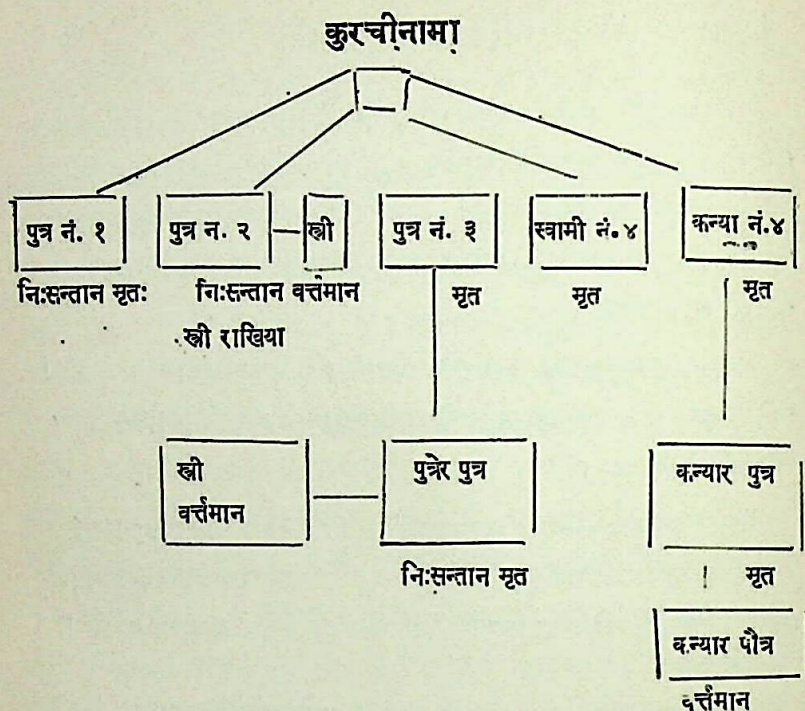 कुरचीनामा
पुत्र नं. १ पुत्र न. २ स्त्री पुत्र नं. ३ स्वामी नं. ४ कन्या नं.४
निःसन्तान मृतः निःसन्तान वर्त्तमान मृत मृत मृत
स्त्री राखिया
स्त्री पुत्रेर पुत्र कन्यार पुत्र
वर्त्तमान
निःसन्तान मृत मृत
कन्यार पौत्र
वर्त्तमान